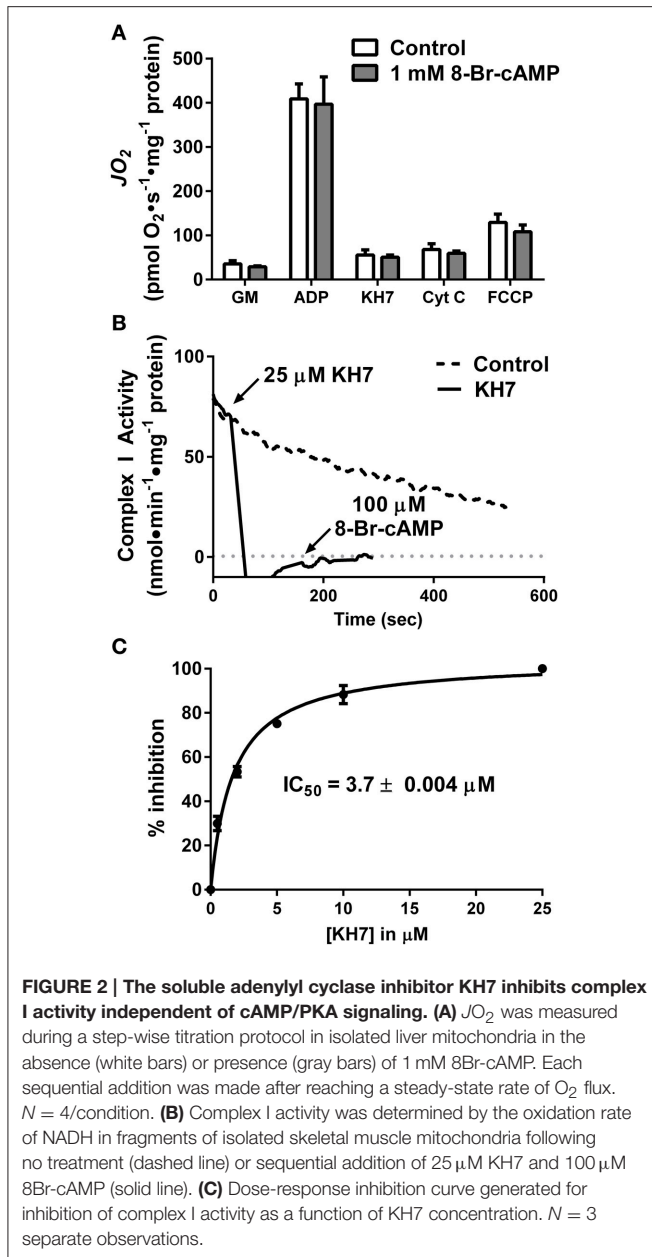 A
Control
1 mM 8-Br-cAMP
JO₂
(pmol O₂•s⁻¹•mg⁻¹ protein)
500
400
300
200
100
0
GM ADP KH7 Cyt C FCCP
B
25 μM KH7
Control
KH7
Complex I Activity
(nmol•min⁻¹•mg⁻¹ protein)
100
50
0
100 μM
8-Br-cAMP
0 200 400 600
Time (sec)
C
% inhibition
100
80
60
40
20
0
IC₅₀ = 3.7 ± 0.004 μM
0 5 10 15 20 25
[KH7] in μM
FIGURE 2 | The soluble adenylyl cyclase inhibitor KH7 inhibits complex
I activity independent of cAMP/PKA signaling. (A) JO₂ was measured
during a step-wise titration protocol in isolated liver mitochondria in the
absence (white bars) or presence (gray bars) of 1 mM 8Br-cAMP. Each
sequential addition was made after reaching a steady-state rate of O₂ flux.
N = 4/condition. (B) Complex I activity was determined by the oxidation rate
of NADH in fragments of isolated skeletal muscle mitochondria following
no treatment (dashed line) or sequential addition of 25 μM KH7 and 100 μM
8Br-cAMP (solid line). (C) Dose-response inhibition curve generated for
inhibition of complex I activity as a function of KH7 concentration. N = 3
separate observations.